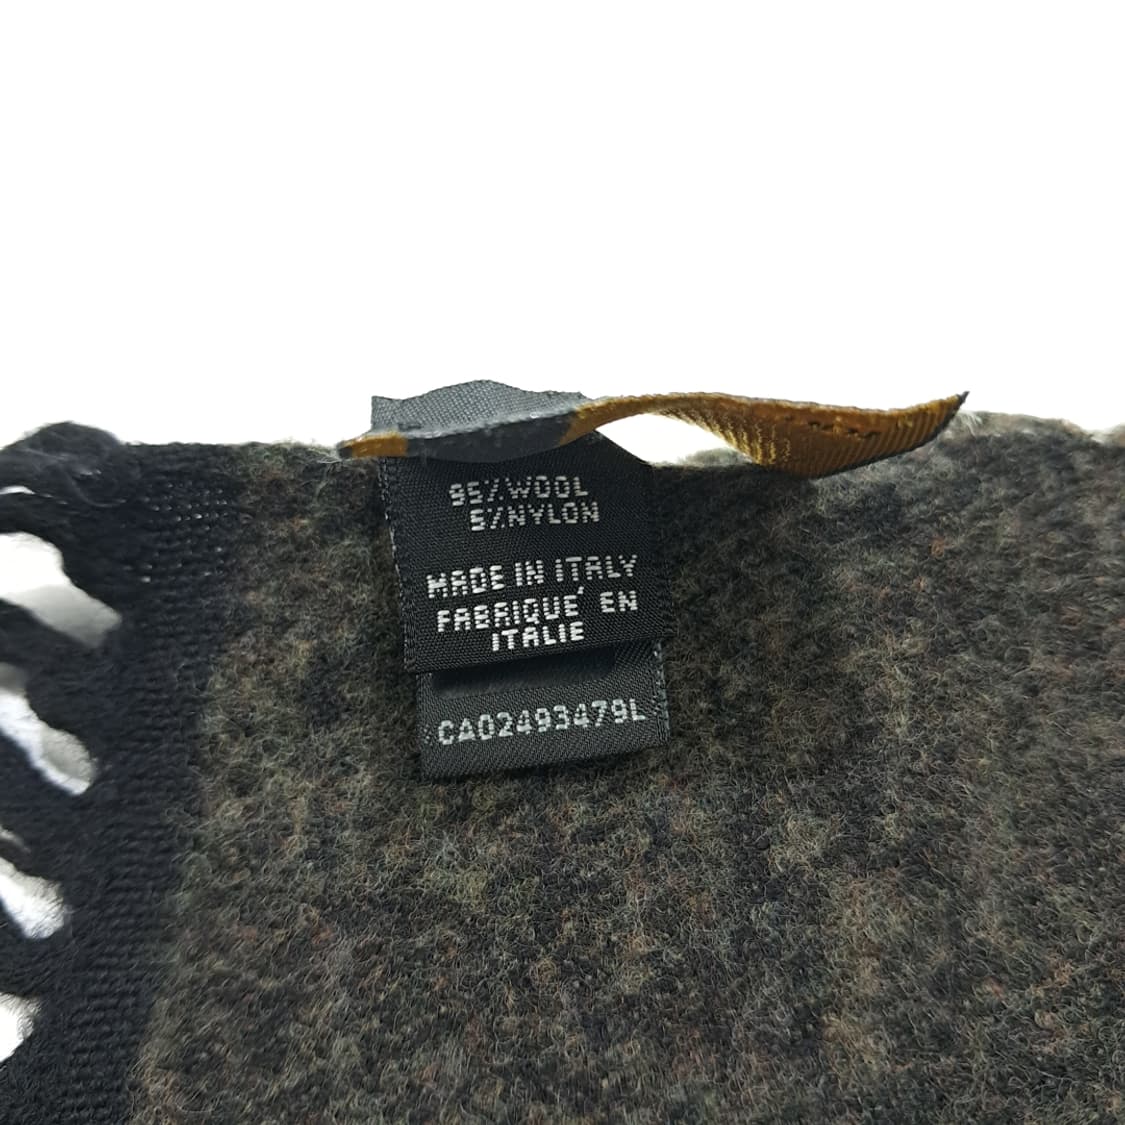 95%WOOL
5%NYLON
MADE IN ITALY
FABRIQUE' EN
ITALIE
CA02493479L